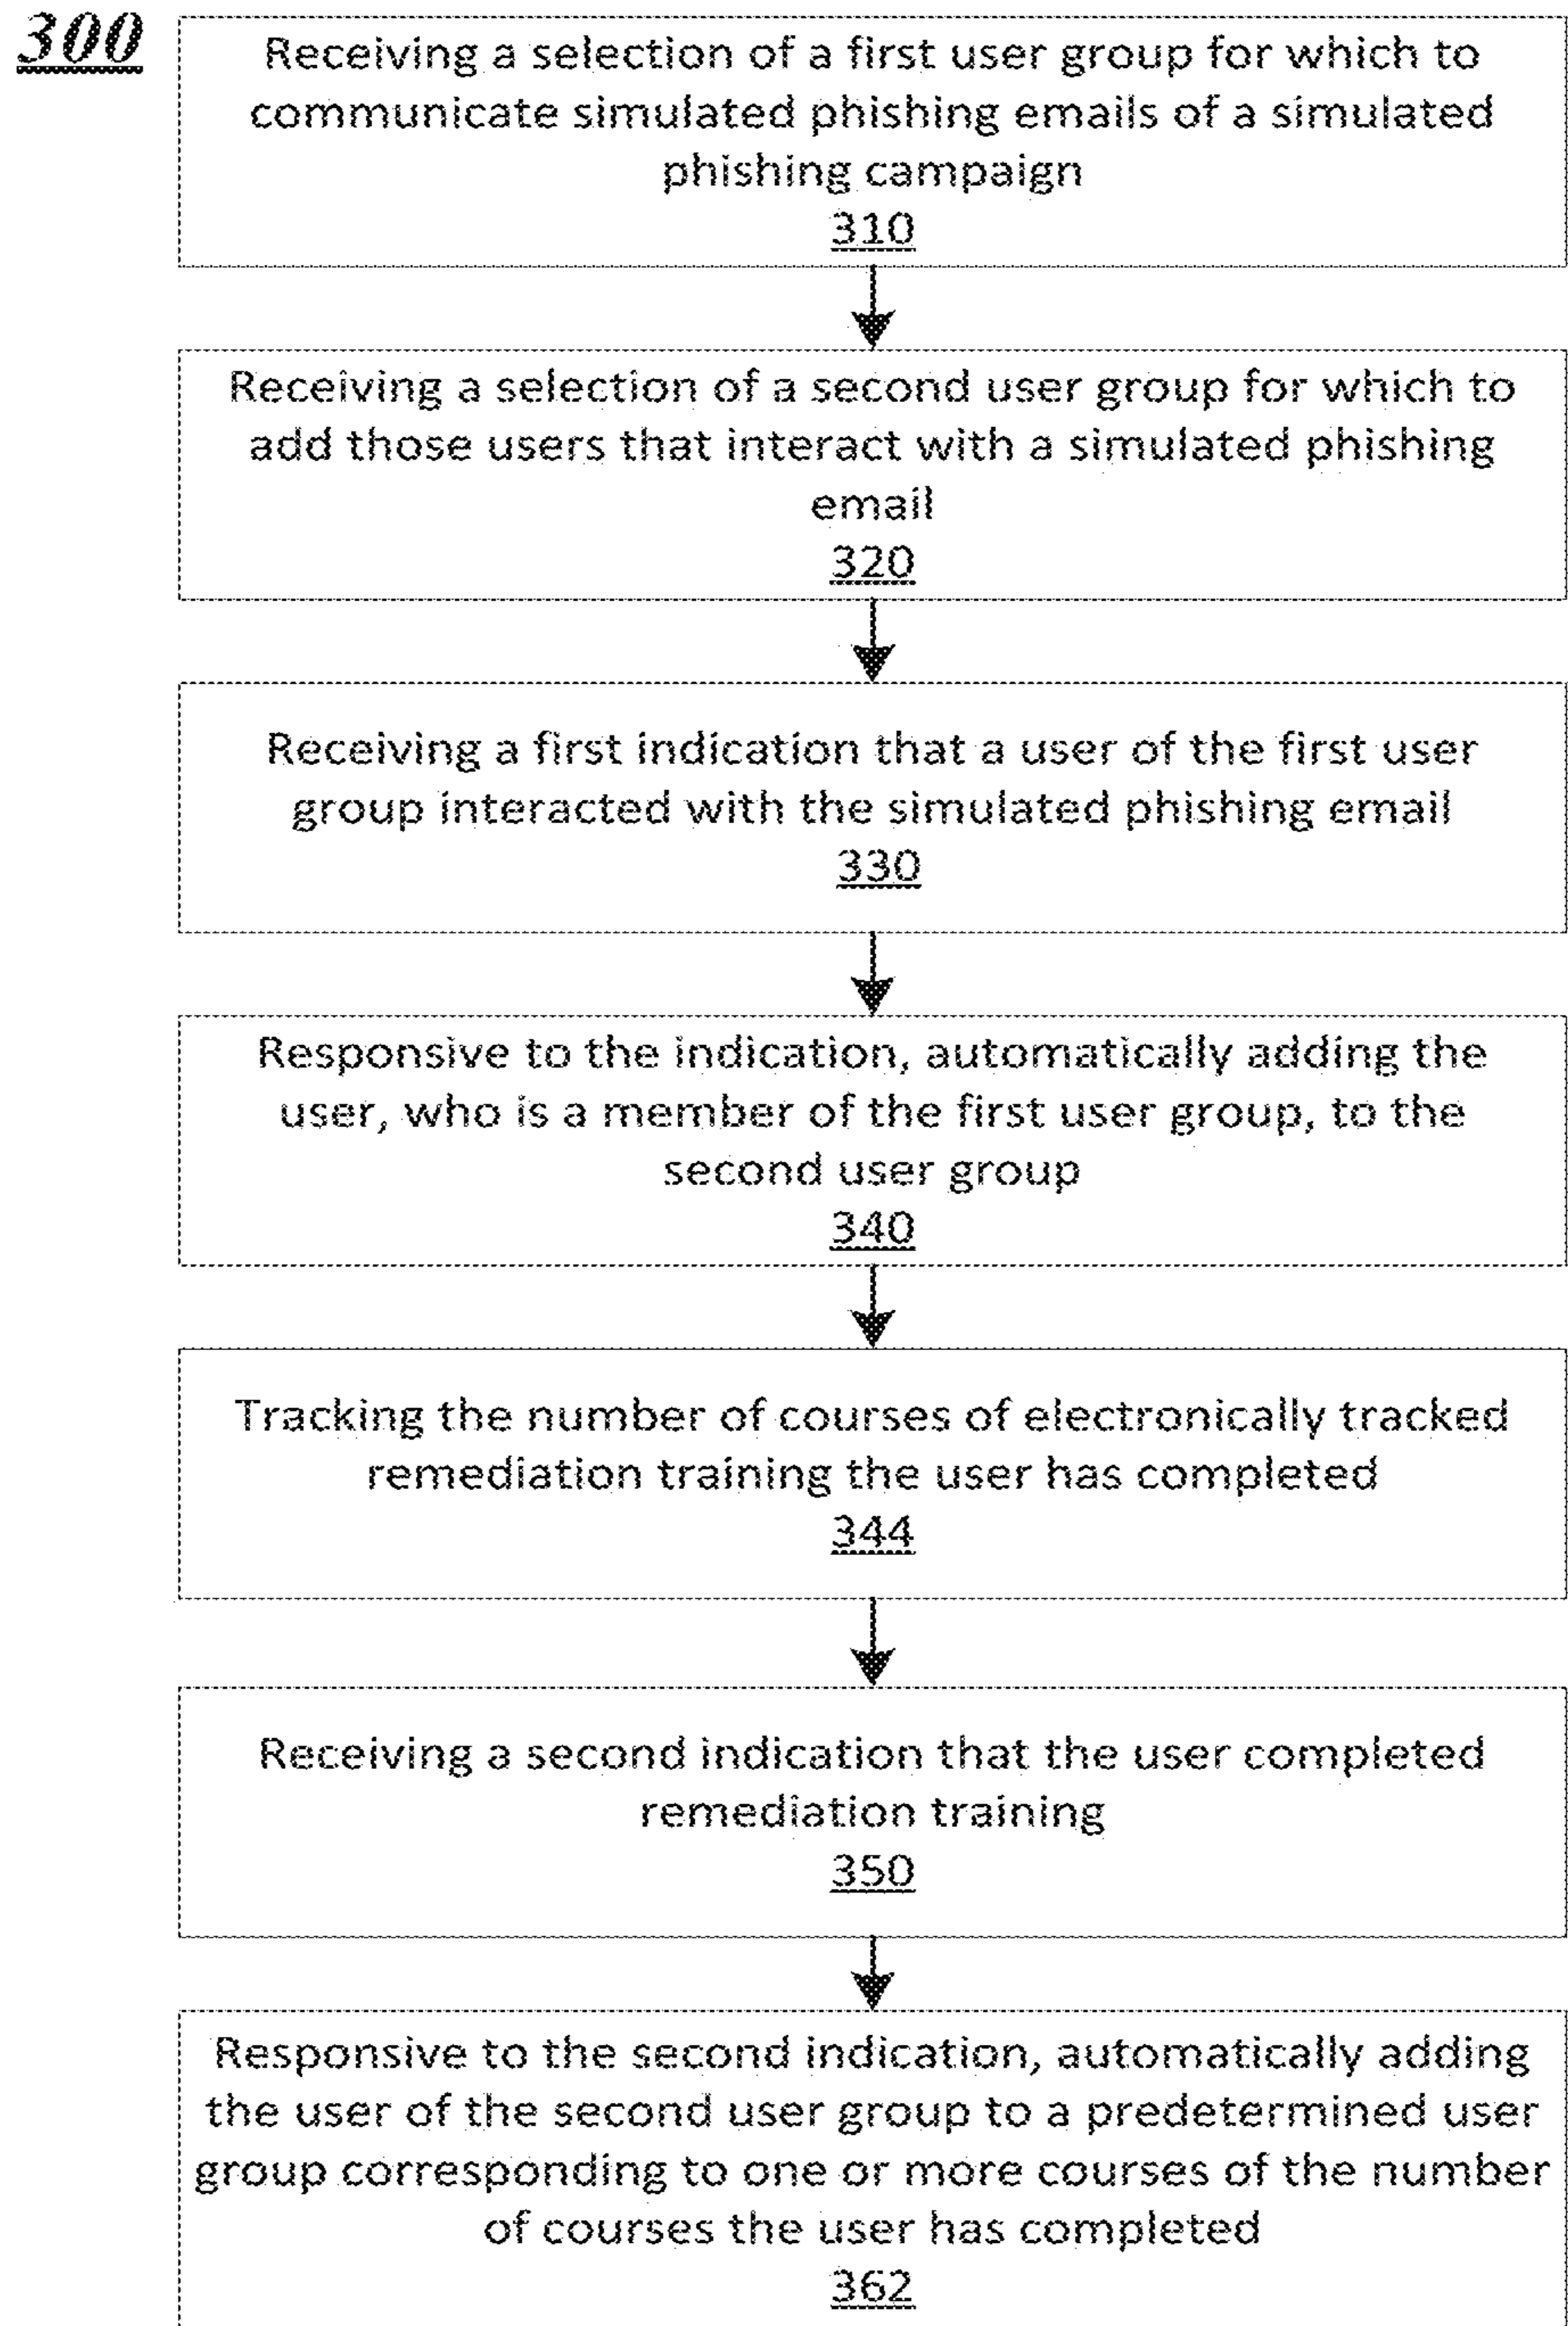 300
Receiving a selection of a first user group for which to
communicate simulated phishing emails of a simulated
phishing campaign
310
Receiving a selection of a second user group for which to
add those users that interact with a simulated phishing
email
320
Receiving a first indication that a user of the first user
group interacted with the simulated phishing email
330
Responsive to the indication, automatically adding the
user, who is a member of the first user group, to the
second user group
340
Tracking the number of courses of electronically tracked
remediation training the user has completed
344
Receiving a second indication that the user completed
remediation training
350
Responsive to the second indication, automatically adding
the user of the second user group to a predetermined user
group corresponding to one or more courses of the number
of courses the user has completed
362